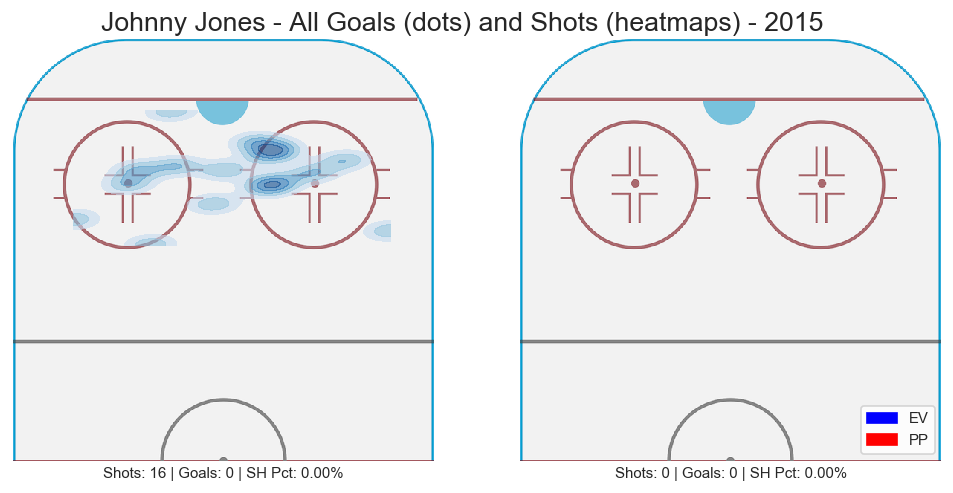 Johnny Jones - All Goals (dots) and Shots (heatmaps) - 2015
EV
PP
Shots: 16 | Goals: 0 | SH Pct: 0.00%
Shots: 0 | Goals: 0 | SH Pct: 0.00%